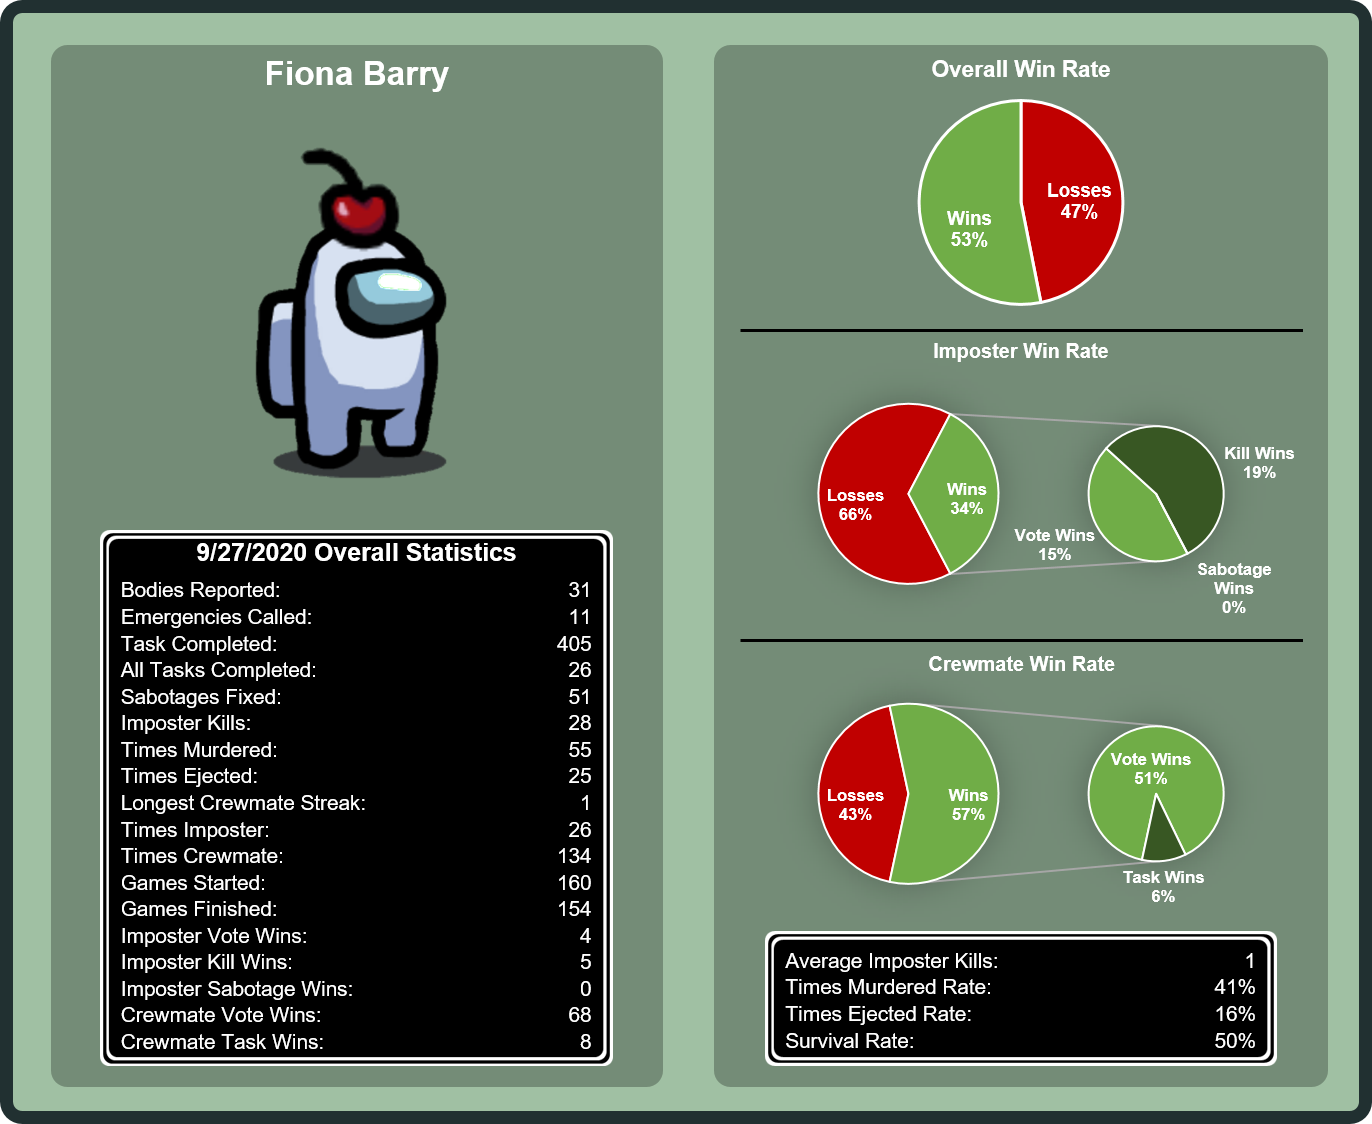 Fiona Barry
9/27/2020 Overall Statistics
Bodies Reported: 31
Emergencies Called: 11
Task Completed: 405
All Tasks Completed: 26
Sabotages Fixed: 51
Imposter Kills: 28
Times Murdered: 55
Times Ejected: 25
Longest Crewmate Streak: 1
Times Imposter: 26
Times Crewmate: 134
Games Started: 160
Games Finished: 154
Imposter Vote Wins: 4
Imposter Kill Wins: 5
Imposter Sabotage Wins: 0
Crewmate Vote Wins: 68
Crewmate Task Wins: 8
Overall Win Rate
Losses
47%
Wins
53%
Imposter Win Rate
Losses
66%
Wins
34%
Kill Wins
19%
Vote Wins
15%
Sabotage
Wins
0%
Crewmate Win Rate
Losses
43%
Wins
57%
Vote Wins
51%
Task Wins
6%
Average Imposter Kills: 1
Times Murdered Rate: 41%
Times Ejected Rate: 16%
Survival Rate: 50%